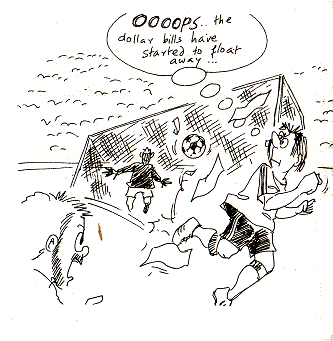 OOOOPS.. the
dollar bills have
started to float
away ...